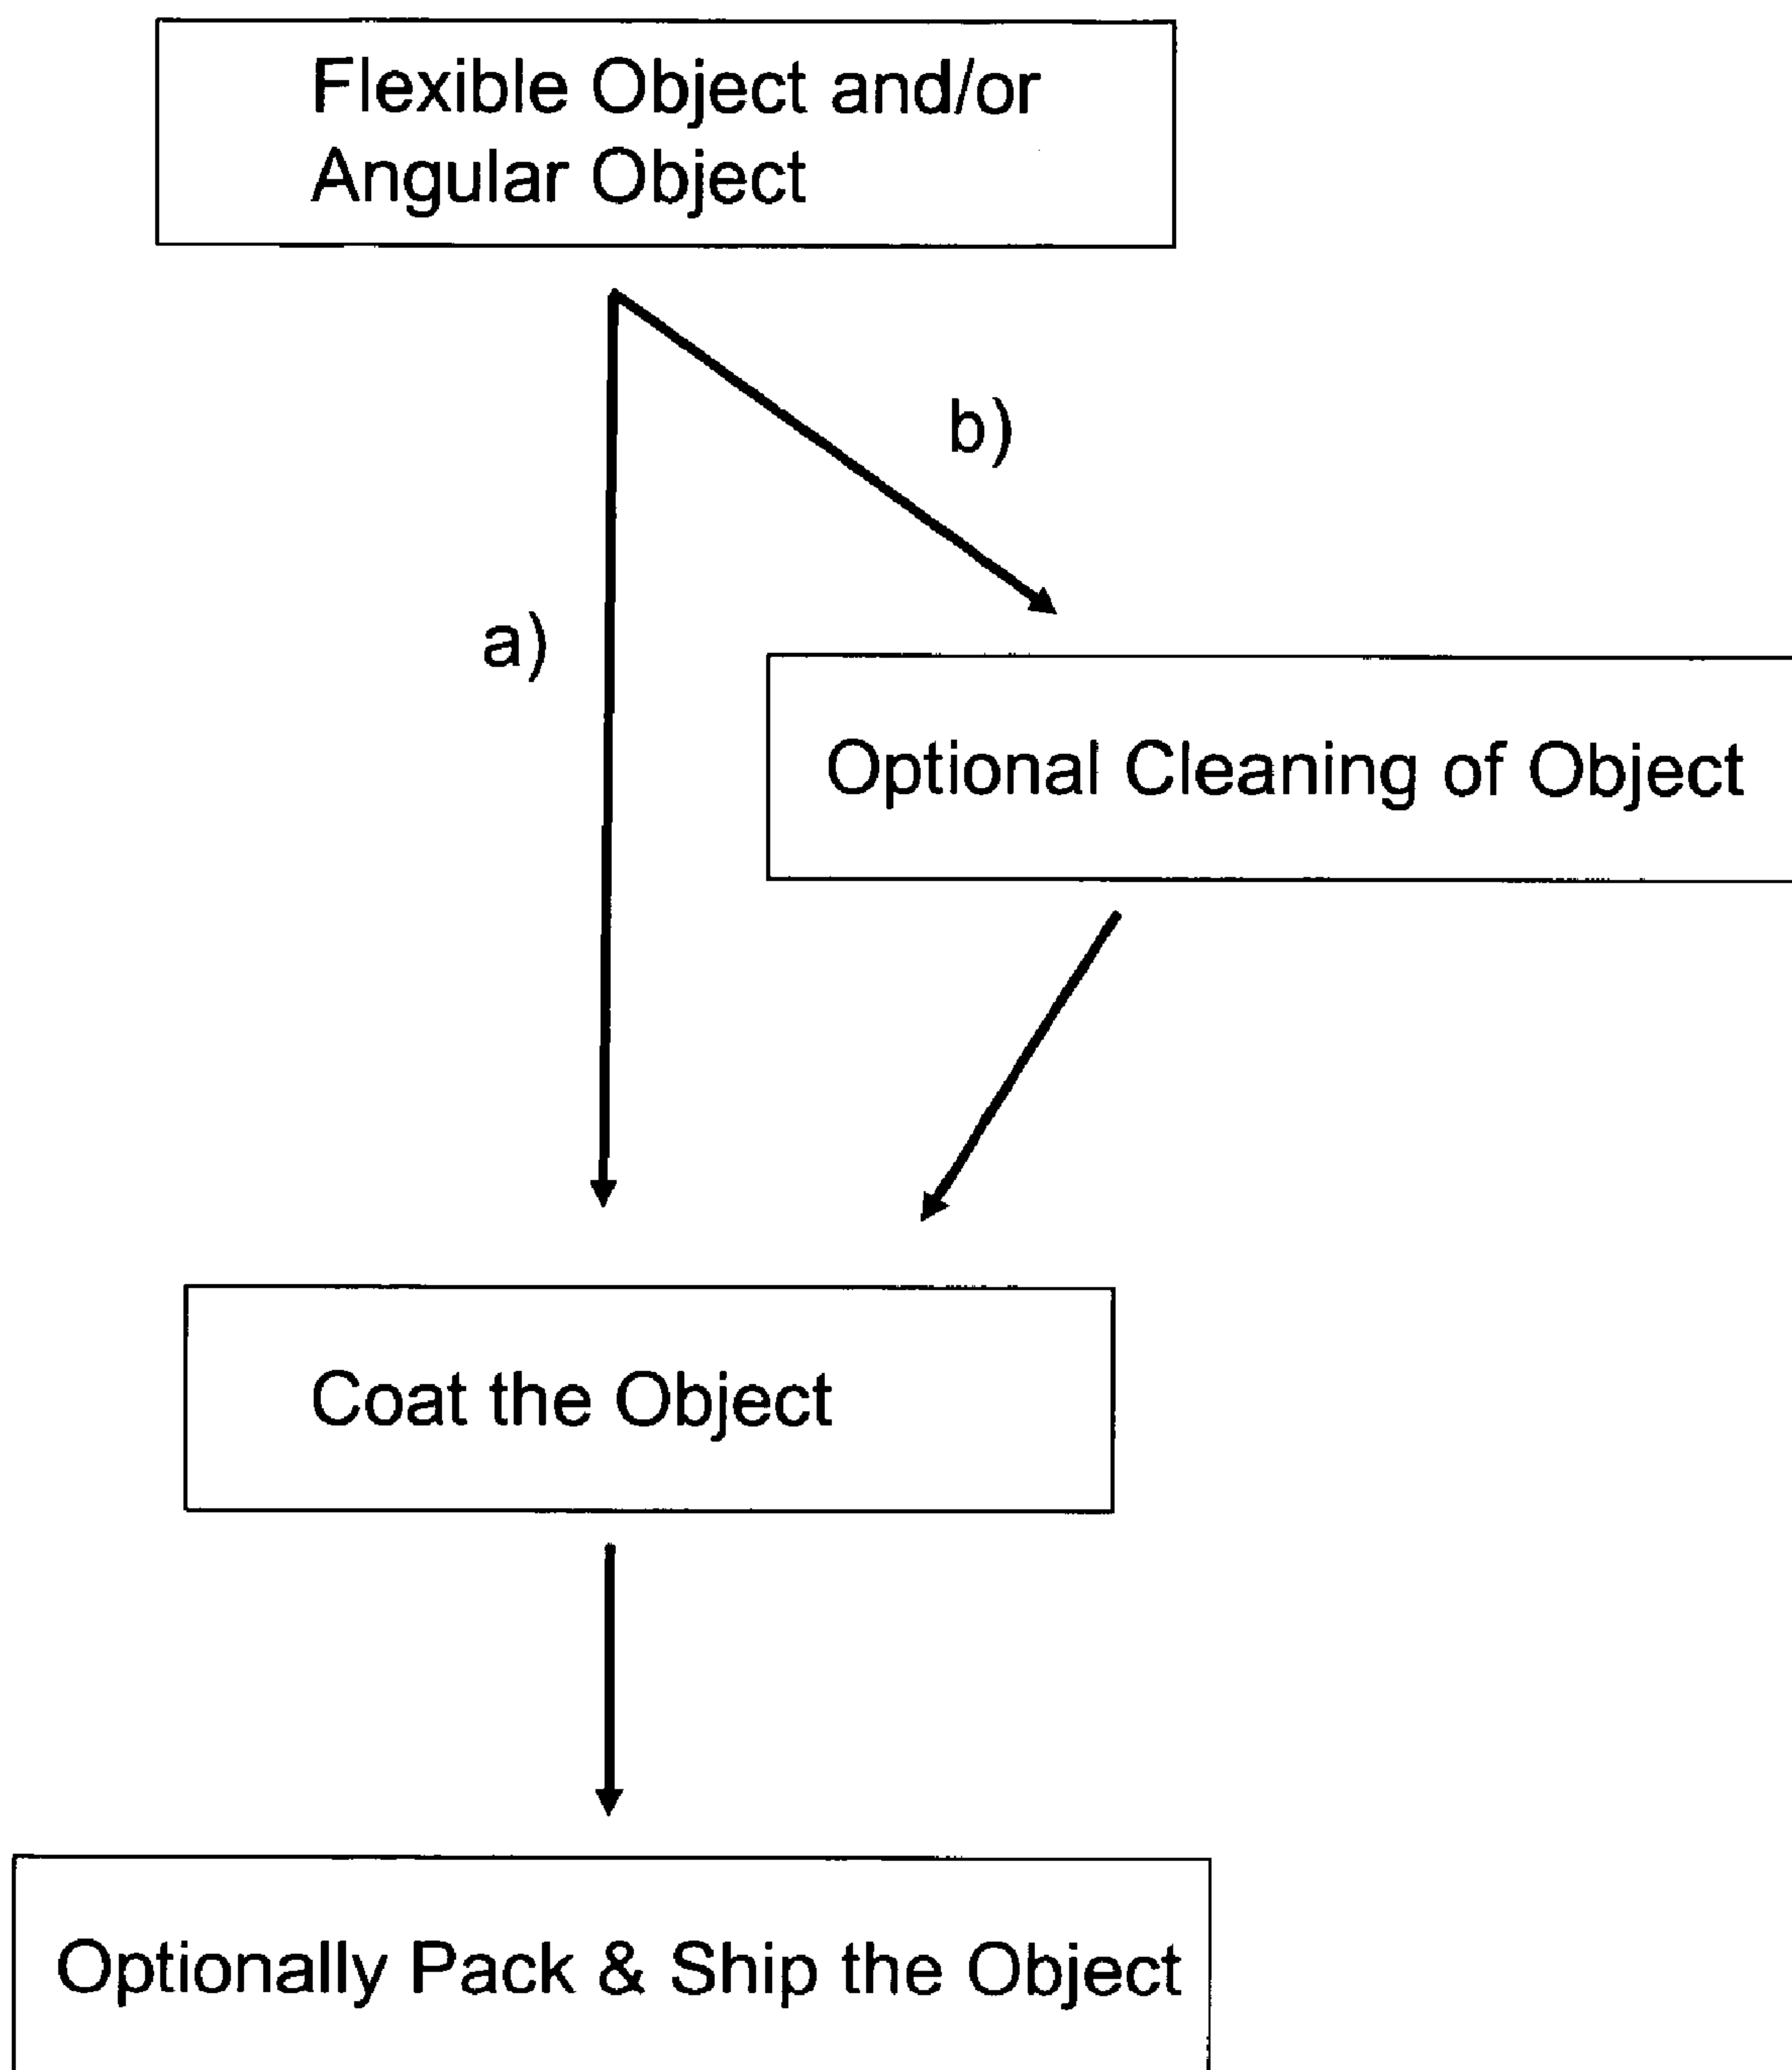 Flexible Object and/or
Angular Object
b)
a)
Optional Cleaning of Object
Coat the Object
Optionally Pack & Ship the Object